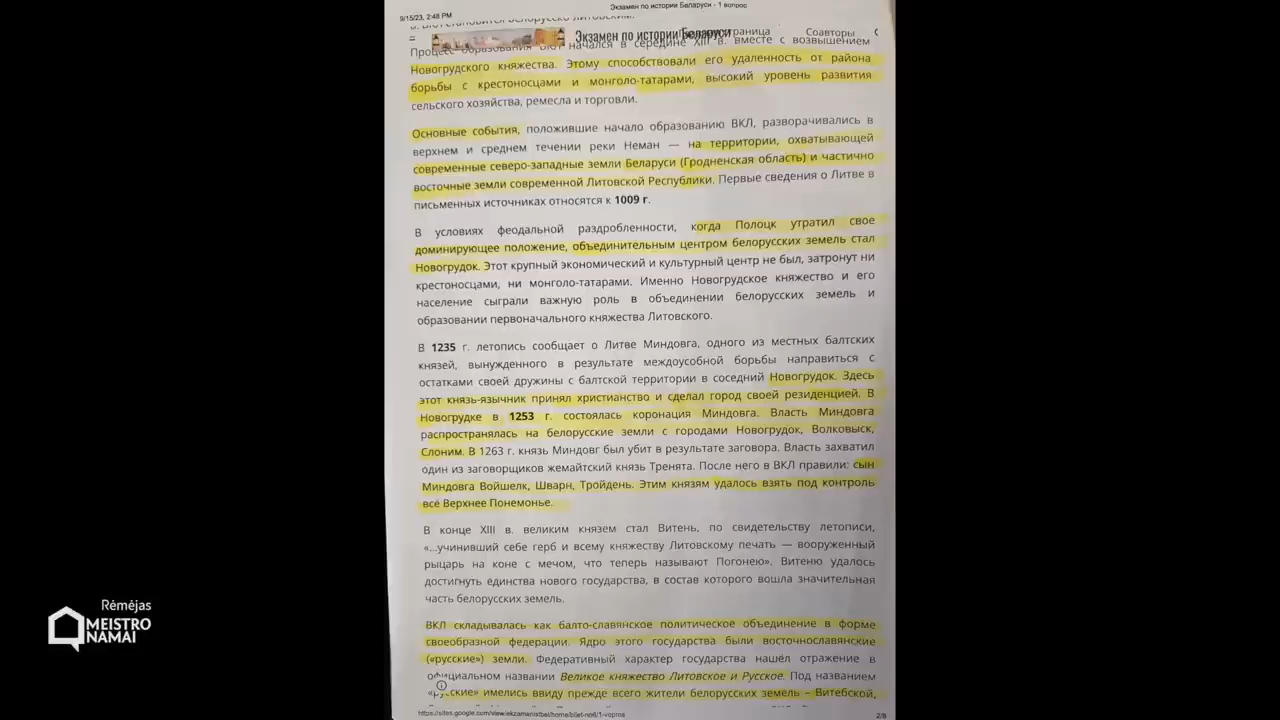 9/15/23, 2:48 PM
Экзамен по истории Беларуси - 1 вопрос
Экзамен по истории Беларуси
Соавторы
Процесс образования ВКЛ начался в середине XIII в. вместе с возвышением
Новогрудского княжества. Этому способствовали его удаленность от района
борьбы с крестоносцами и монголо-татарами, высокий уровень развития
сельского хозяйства, ремесла и торговли.
Основные события, положившие начало образованию ВКЛ, разворачивались в
верхнем и среднем течении реки Неман — на территории, охватывающей
современные северо-западные земли Беларуси (Гродненская область) и частично
восточные земли современной Литовской Республики. Первые сведения о Литве в
письменных источниках относятся к 1009 г.
В условиях феодальной раздробленности, когда Полоцк утратил свое
доминирующее положение, объединительным центром белорусских земель стал
Новогрудок. Этот крупный экономический и культурный центр не был, затронут ни
крестоносцами, ни монголо-татарами. Именно Новогрудское княжество и его
население сыграли важную роль в объединении белорусских земель и
образовании первоначального княжества Литовского.
В 1235 г. летопись сообщает о Литве Миндовга, одного из местных балтских
князей, вынужденного в результате междоусобной борьбы направиться с
остатками своей дружины с балтской территории в соседний Новогрудок. Здесь
этот князь-язычник принял христианство и сделал город своей резиденцией. В
Новогрудке в 1253 г. состоялась коронация Миндовга. Власть Миндовга
распространялась на белорусские земли с городами Новогрудок, Волковыск,
Слоним. В 1263 г. князь Миндовг был убит в результате заговора. Власть захватил
один из заговорщиков жемайтский князь Тренята. После него в ВКЛ правили: сын
Миндовга Войшелк, Шварн, Тройдень. Этим князям удалось взять под контроль
всё Верхнее Понеманье.
В конце XIII в. великим князем стал Витень, по свидетельству летописи,
«...учинивший себе герб и всему княжеству Литовскому печать — вооруженный
рыцарь на коне с мечом, что теперь называют Погонею». Витеню удалось
достигнуть единства нового государства, в состав которого вошла значительная
часть белорусских земель.
ВКЛ складывалась как балто-славянское политическое объединение в форме
своеобразной федерации. Ядро этого государства были восточнославянские
(«русские») земли. Федеративный характер государства нашёл отражение в
официальном названии Великое княжество Литовское и Русское. Под названием
«русские» имелись ввиду прежде всего жители белорусских земель – Витебской,
https://sites.google.com/view/ekzamenistbel/home/bilet-no6/1-vopros
2/8
Rėmėjas
MEISTRO
NAMAI